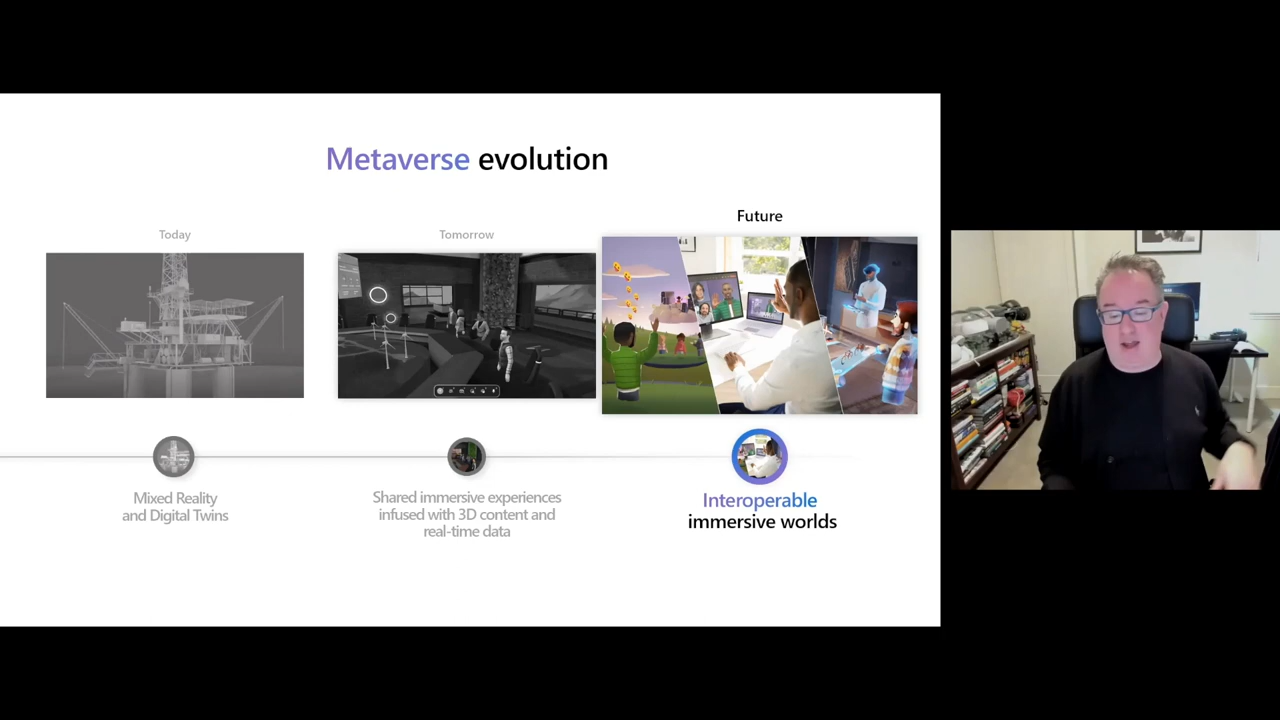 Metaverse evolution
Today
Tomorrow
Future
Mixed Reality
and Digital Twins
Shared immersive experiences
infused with 3D content and
real-time data
Interoperable
immersive worlds